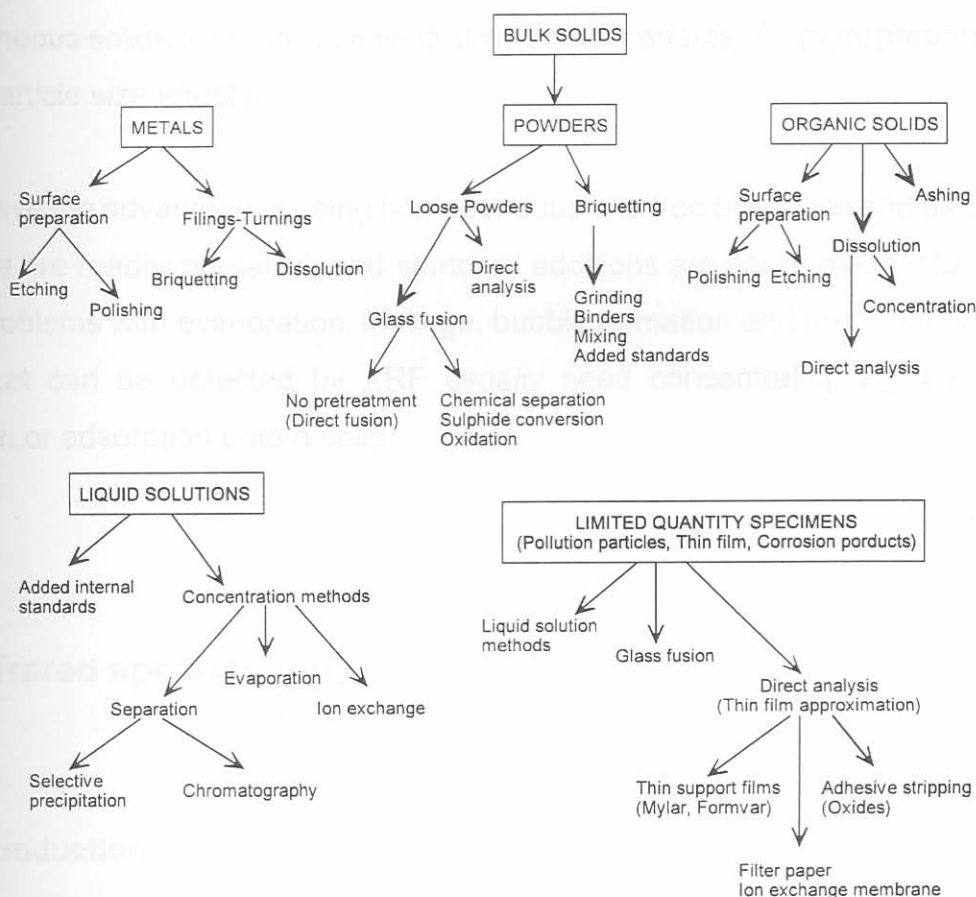 BULK SOLIDS
METALS
POWDERS
ORGANIC SOLIDS
Surface
preparation
Filings-Turnings
Etching
Polishing
Briquetting
Dissolution
Loose Powders
Briquetting
Direct
analysis
Glass fusion
Grinding
Binders
Mixing
Added standards
No pretreatment
(Direct fusion)
Chemical separation
Sulphide conversion
Oxidation
Surface
preparation
Ashing
Polishing
Etching
Dissolution
Concentration
Direct analysis
LIQUID SOLUTIONS
Added internal
standards
Concentration methods
Separation
Evaporation
Ion exchange
Selective
precipitation
Chromatography
LIMITED QUANTITY SPECIMENS
(Pollution particles, Thin film, Corrosion porducts)
Liquid solution
methods
Glass fusion
Direct analysis
(Thin film approximation)
Thin support films
(Mylar, Formvar)
Adhesive stripping
(Oxides)
Filter paper
Ion exchange membrane